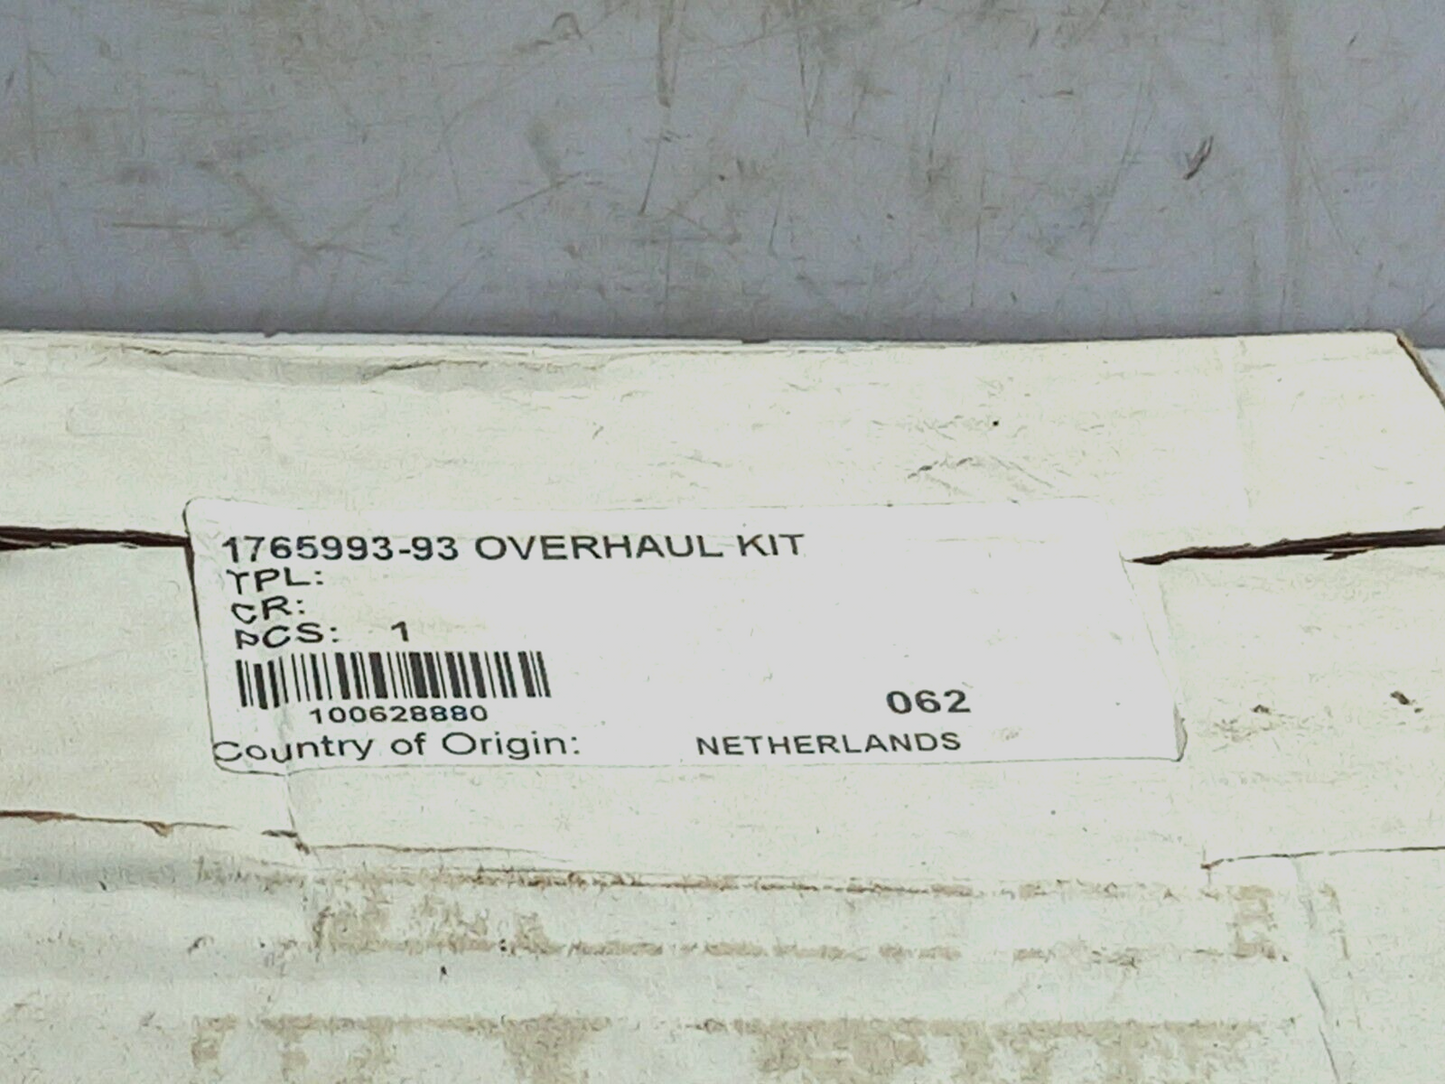 1765993-93 OVERHAUL KIT
TPL:
CR:
PCS: 1
100628880
062
Country of Origin: NETHERLANDS